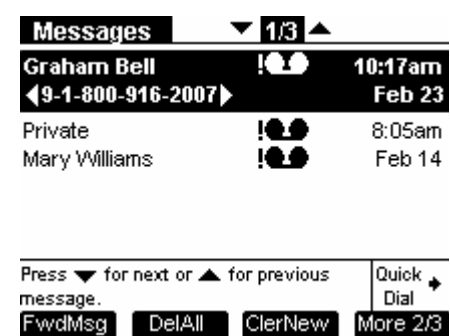 Messages ▼ 1/3 ▲
Graham Bell ! 10:17am
◀9-1-800-916-2007▶ Feb 23
Private ! 8:05am
Mary Williams ! Feb 14
Press ▼ for next or ▲ for previous
message.
Quick →
Dial
FwdMsg DelAll ClerNew More 2/3